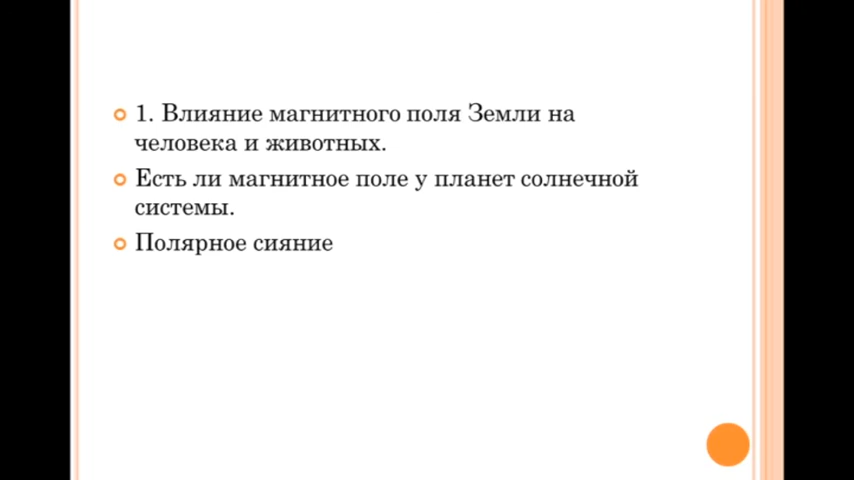 1. Влияние магнитного поля Земли на
человека и животных.
Есть ли магнитное поле у планет солнечной
системы.
Полярное сияние